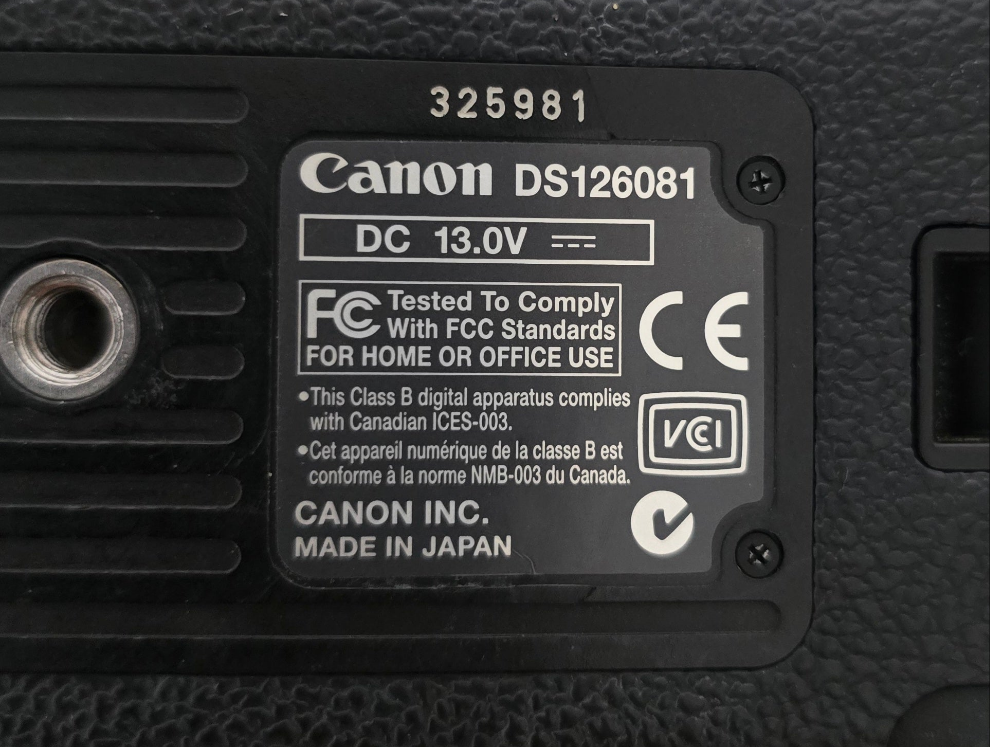 325981
Canon DS126081
DC 13.0V
FC Tested To Comply
With FCC Standards
FOR HOME OR OFFICE USE
CE
•This Class B digital apparatus complies
with Canadian ICES-003.
•Cet appareil numérique de la classe B est
conforme à la norme NMB-003 du Canada.
VCI
CANON INC.
MADE IN JAPAN